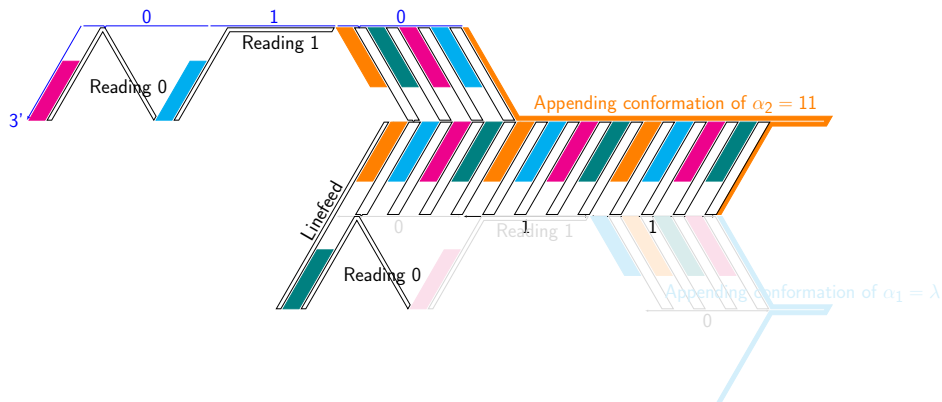 0 1 0
Reading 1
Reading 0
Appending conformation of α₂ = 11
3'
Linefeed
0 1 1
Reading 1
Reading 0
Appending conformation of α₁ = λ
0